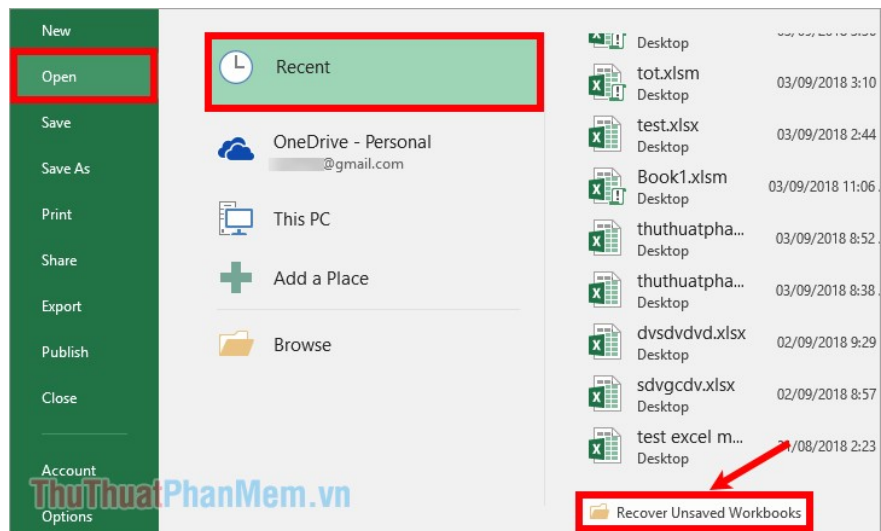 New
Open
Save
Save As
Print
Share
Export
Publish
Close
Account
Options
Recent
OneDrive - Personal
@gmail.com
This PC
Add a Place
Browse
Desktop
tot.xlsm
Desktop
03/09/2018 3:10
test.xlsx
Desktop
03/09/2018 2:44
Book1.xlsm
Desktop
03/09/2018 11:06
thuthuatpha...
Desktop
03/09/2018 8:52
thuthuatpha...
Desktop
03/09/2018 8:38
dvsdvdvd.xlsx
Desktop
02/09/2018 9:29
sdvgcdv.xlsx
Desktop
02/09/2018 8:57
test excel m...
Desktop
/08/2018 2:23
Recover Unsaved Workbooks
ThuThuatPhanMem.vn